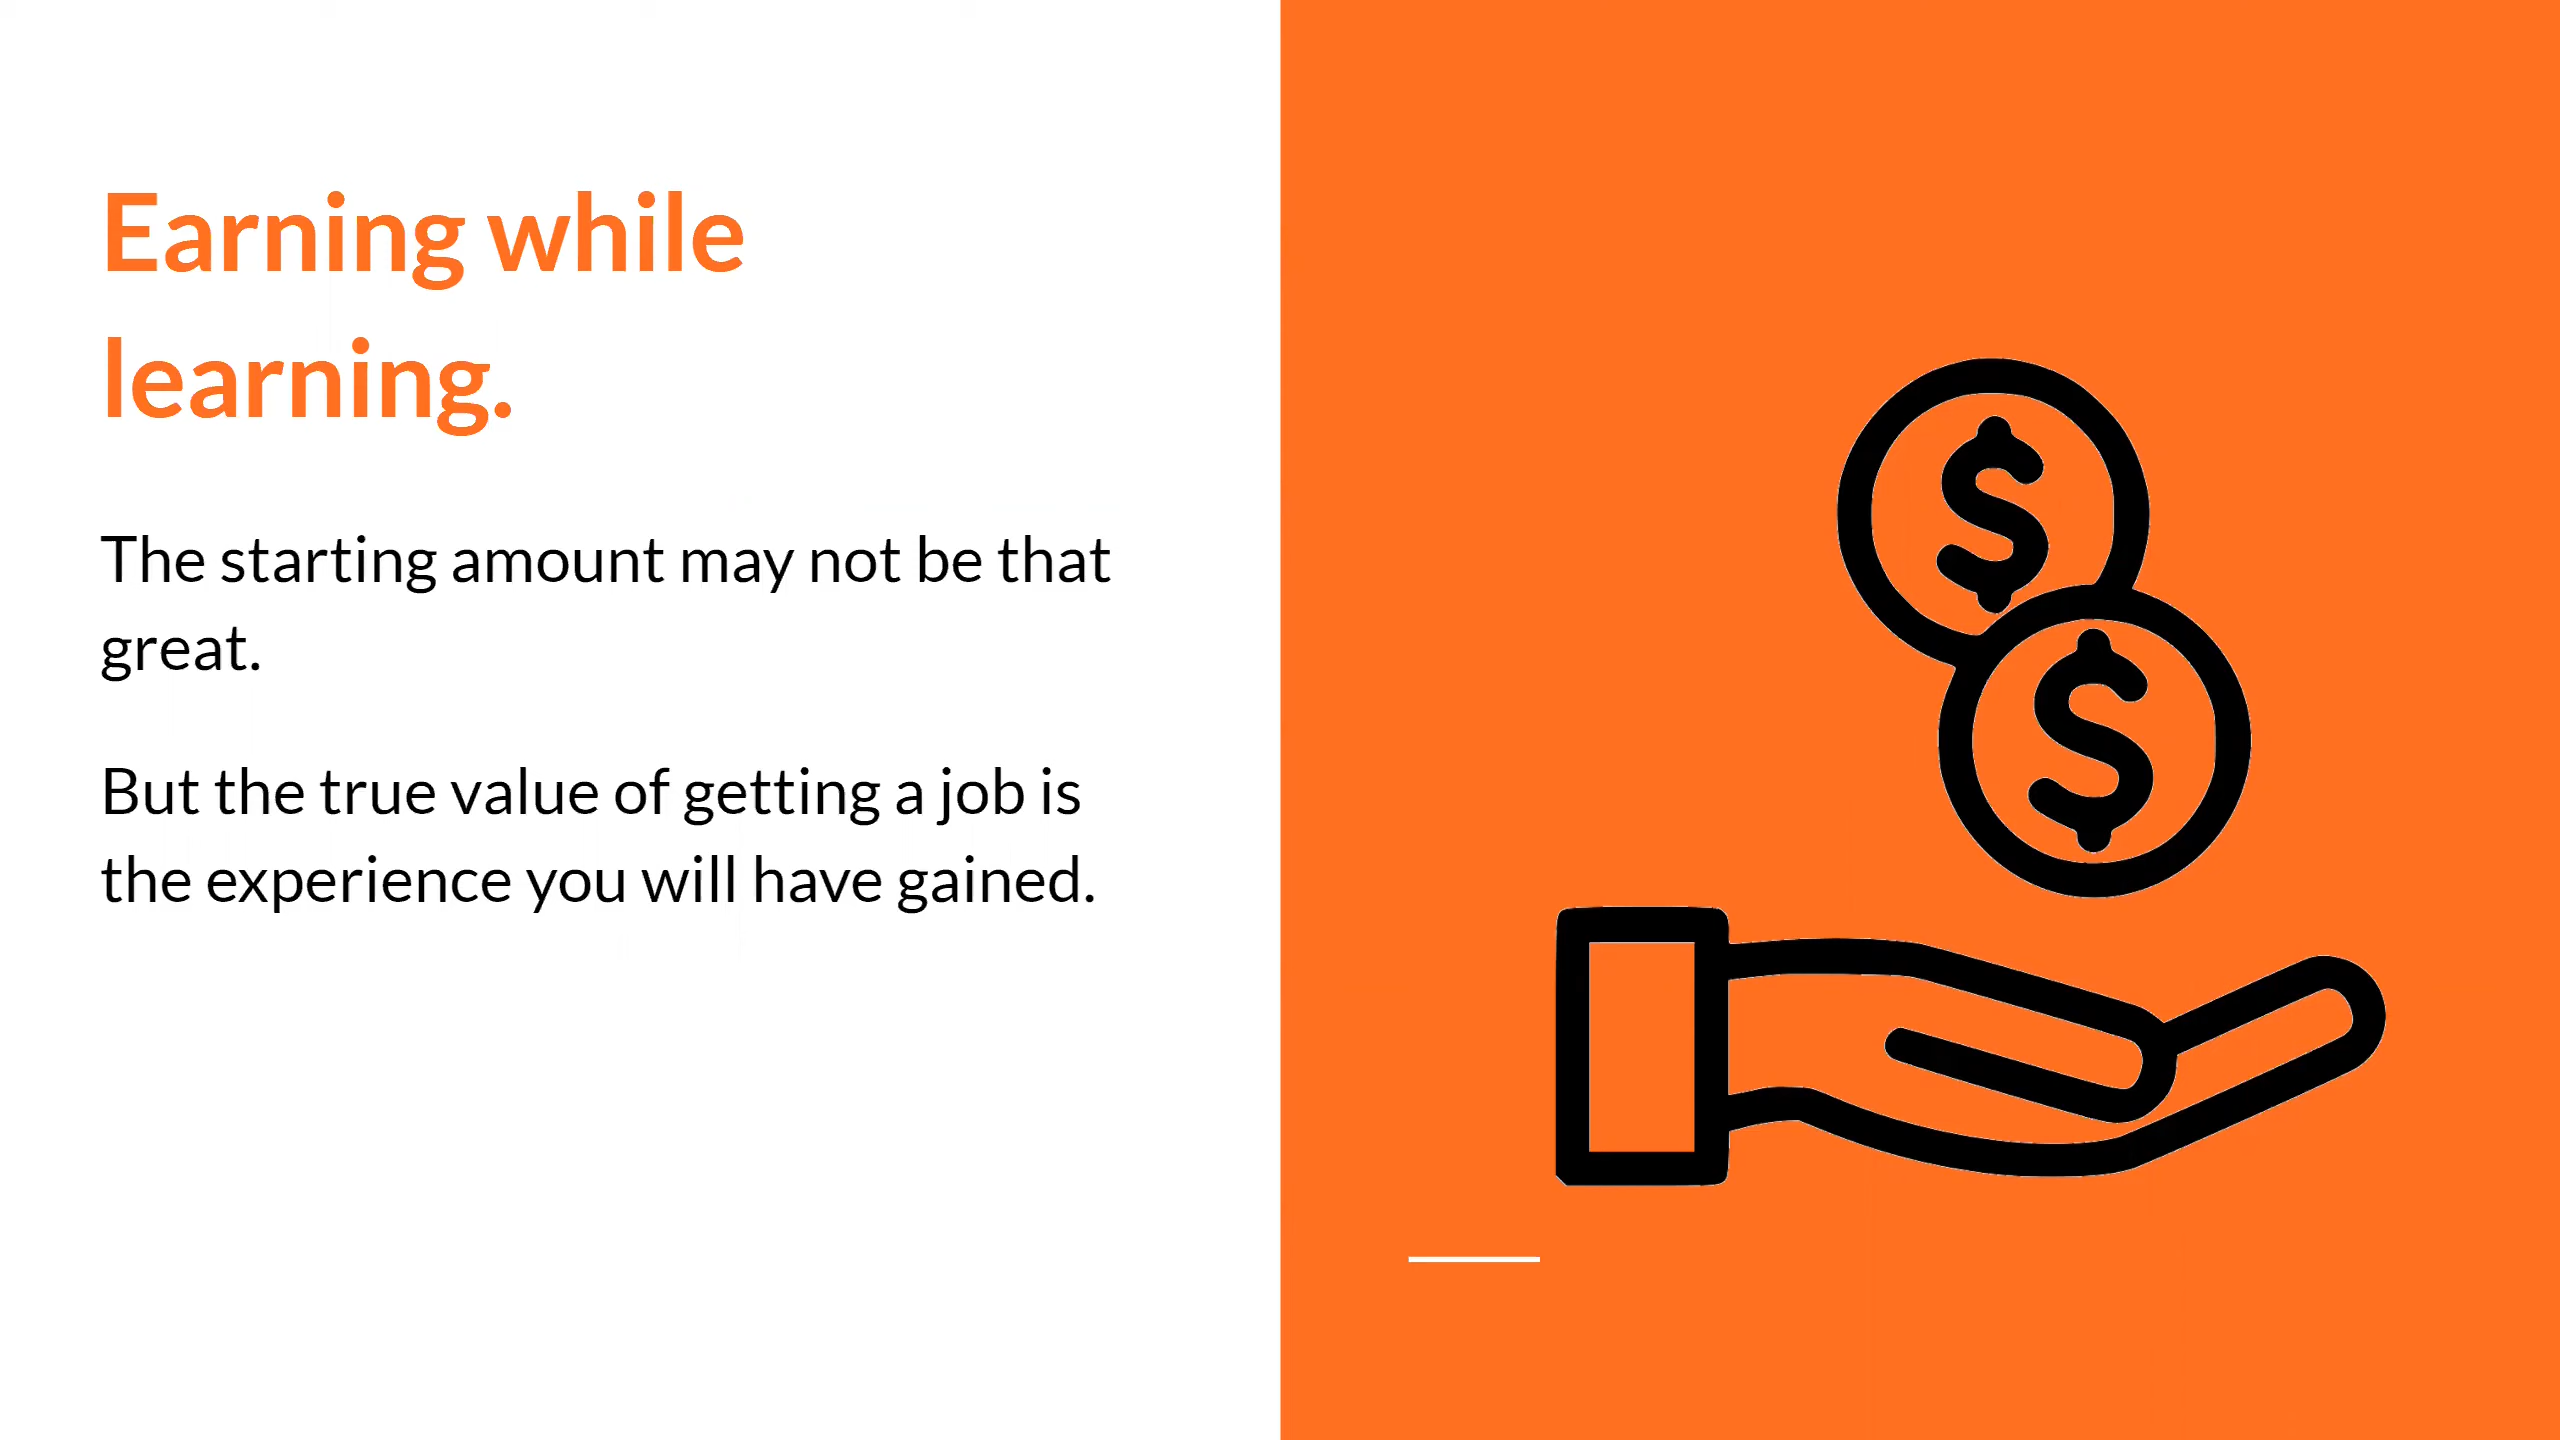 Earning while
learning.
The starting amount may not be that
great.
But the true value of getting a job is
the experience you will have gained.
$
$